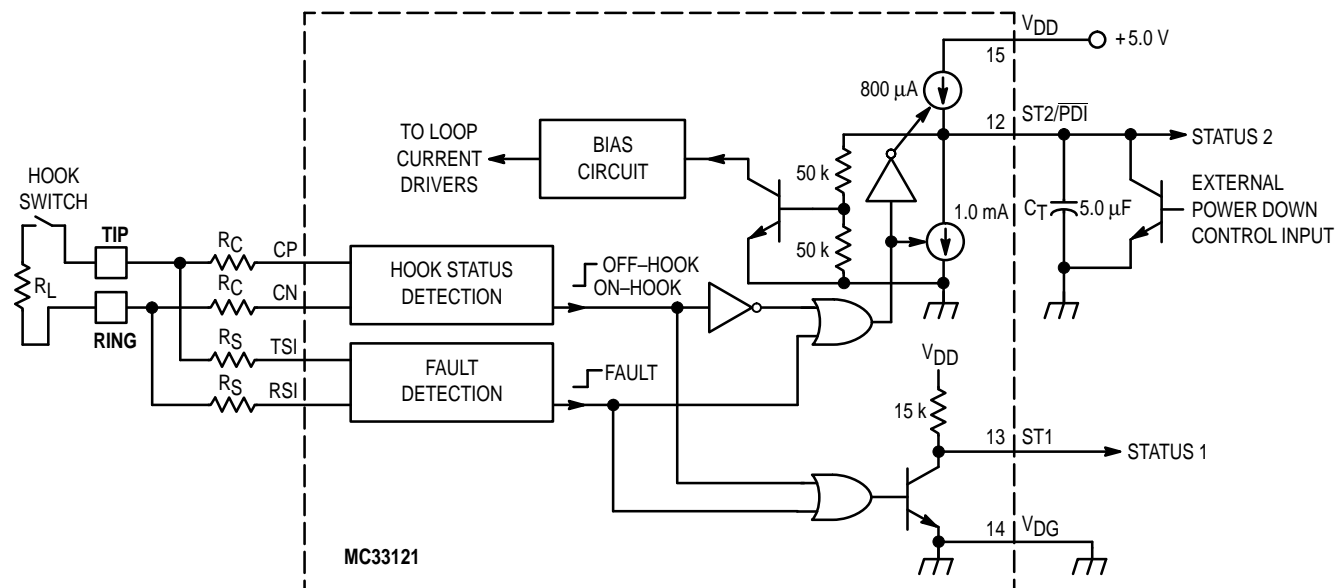 VDD
15
+5.0 V
800 µA
12
ST2/PDI
STATUS 2
TO LOOP
CURRENT
DRIVERS
BIAS
CIRCUIT
50 k
50 k
1.0 mA
CT
5.0 µF
EXTERNAL
POWER DOWN
CONTROL INPUT
HOOK
SWITCH
TIP
RL
RING
RC
CP
RC
CN
RS
TSI
RS
RSI
HOOK STATUS
DETECTION
OFF–HOOK
ON–HOOK
FAULT
DETECTION
FAULT
VDD
15 k
13
ST1
STATUS 1
14
VDG
MC33121